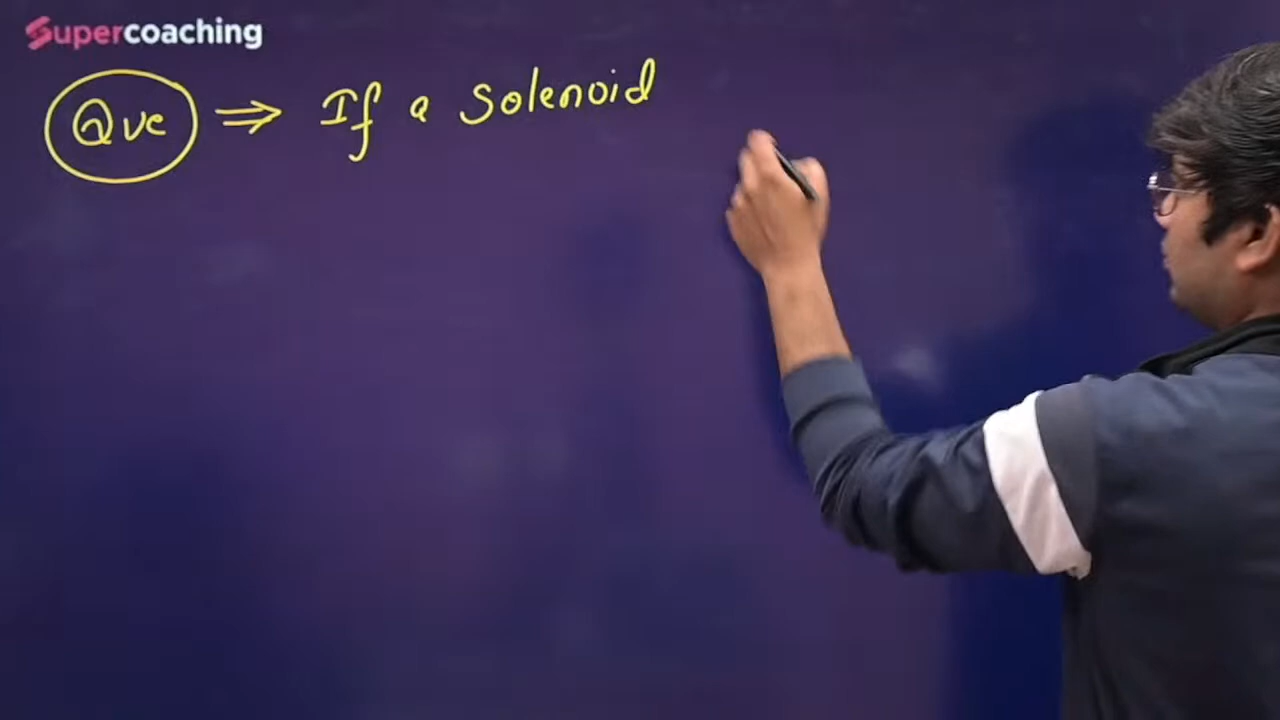 Supercoaching
Que ⇒ If a Solenoid